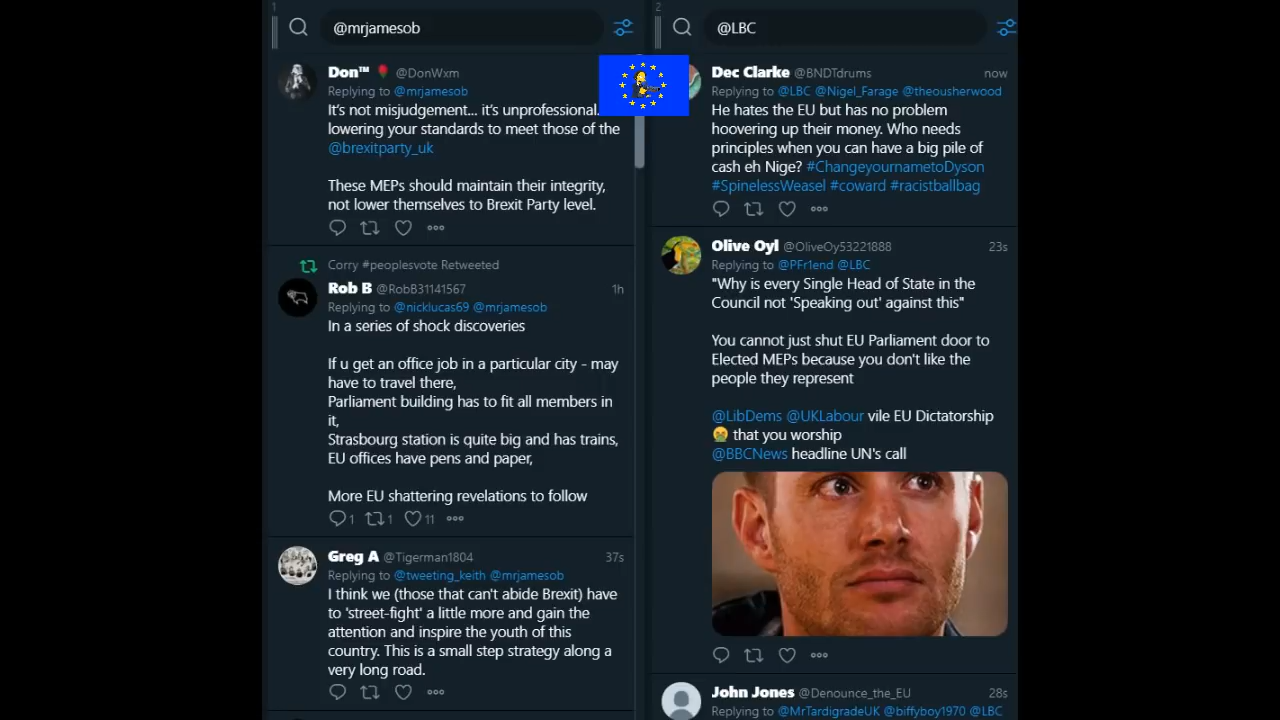 1
@mrjamesob
Don™ @DonWxm
Replying to @mrjamesob
It's not misjudgement... it's unprofessional.
lowering your standards to meet those of the
@brexitparty_uk
These MEPs should maintain their integrity,
not lower themselves to Brexit Party level.
Corry #peoplesvote Retweeted
Rob B @RobB31141567 1h
Replying to @nicklucas69 @mrjamesob
In a series of shock discoveries
If u get an office job in a particular city - may
have to travel there,
Parliament building has to fit all members in
it,
Strasbourg station is quite big and has trains,
EU offices have pens and paper,
More EU shattering revelations to follow
1 1 11
Greg A @Tigerman1804 37s
Replying to @tweeting_keith @mrjamesob
I think we (those that can't abide Brexit) have
to 'street-fight' a little more and gain the
attention and inspire the youth of this
country. This is a small step strategy along a
very long road.
2
@LBC
Dec Clarke @BNDTdrums now
Replying to @LBC @Nigel_Farage @theousherwood
He hates the EU but has no problem
hoovering up their money. Who needs
principles when you can have a big pile of
cash eh Nige? #ChangeyournametoDyson
#SpinelessWeasel #coward #racistballbag
Olive Oyl @OliveOy53221888 23s
Replying to @PFr1end @LBC
"Why is every Single Head of State in the
Council not 'Speaking out' against this"
You cannot just shut EU Parliament door to
Elected MEPs because you don't like the
people they represent
@LibDems @UKLabour vile EU Dictatorship
that you worship
@BBCNews headline UN's call
John Jones @Denounce_the_EU 28s
Replying to @MrTardigradeUK @biffyboy1970 @LBC